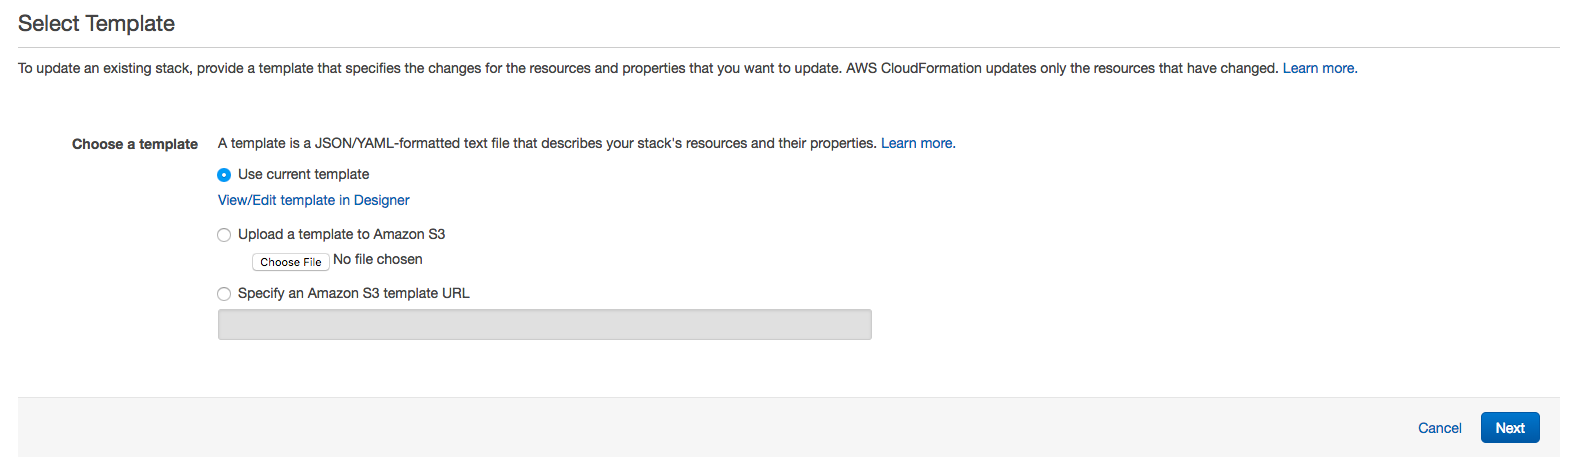 Select Template
To update an existing stack, provide a template that specifies the changes for the resources and properties that you want to update. AWS CloudFormation updates only the resources that have changed. Learn more.
Choose a template A template is a JSON/YAML-formatted text file that describes your stack's resources and their properties. Learn more.
Use current template
View/Edit template in Designer
Upload a template to Amazon S3
Choose File No file chosen
Specify an Amazon S3 template URL
Cancel Next